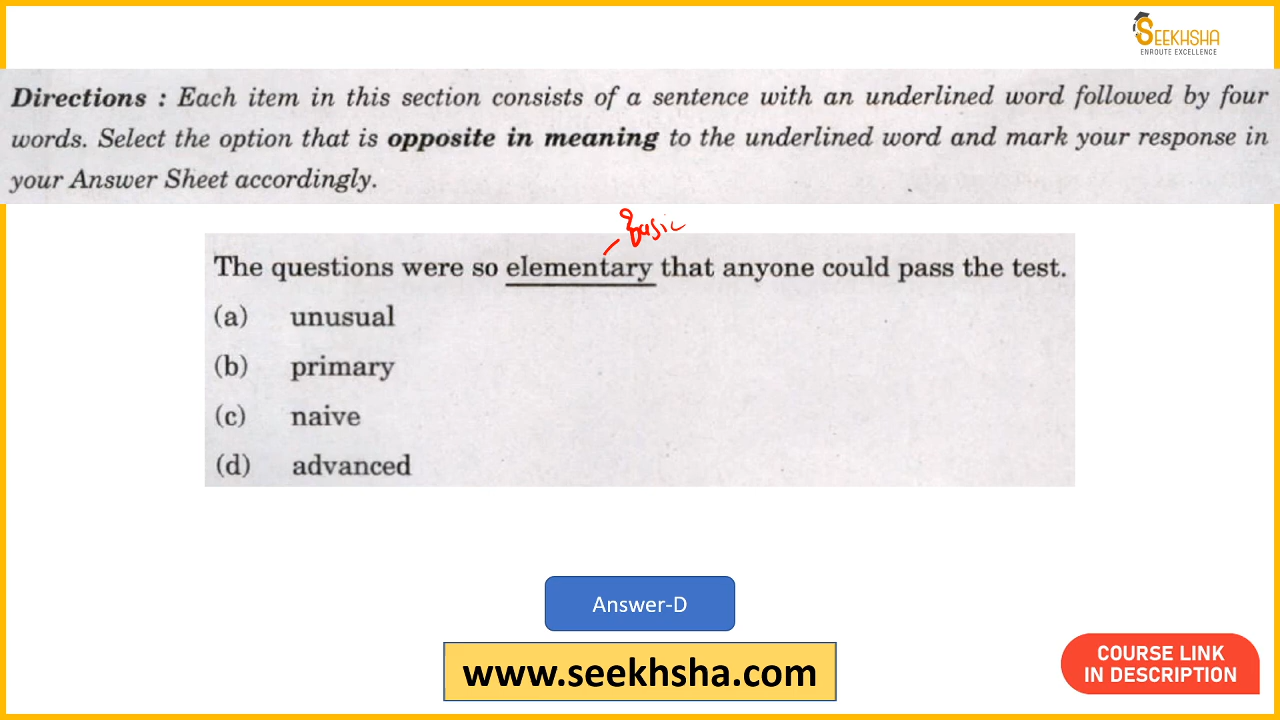 SEEKHSHA
ENROUTE EXCELLENCE
Directions : Each item in this section consists of a sentence with an underlined word followed by four
words. Select the option that is opposite in meaning to the underlined word and mark your response in
your Answer Sheet accordingly.
Basic
The questions were so elementary that anyone could pass the test.
(a) unusual
(b) primary
(c) naive
(d) advanced
Answer-D
www.seekhsha.com
COURSE LINK
IN DESCRIPTION